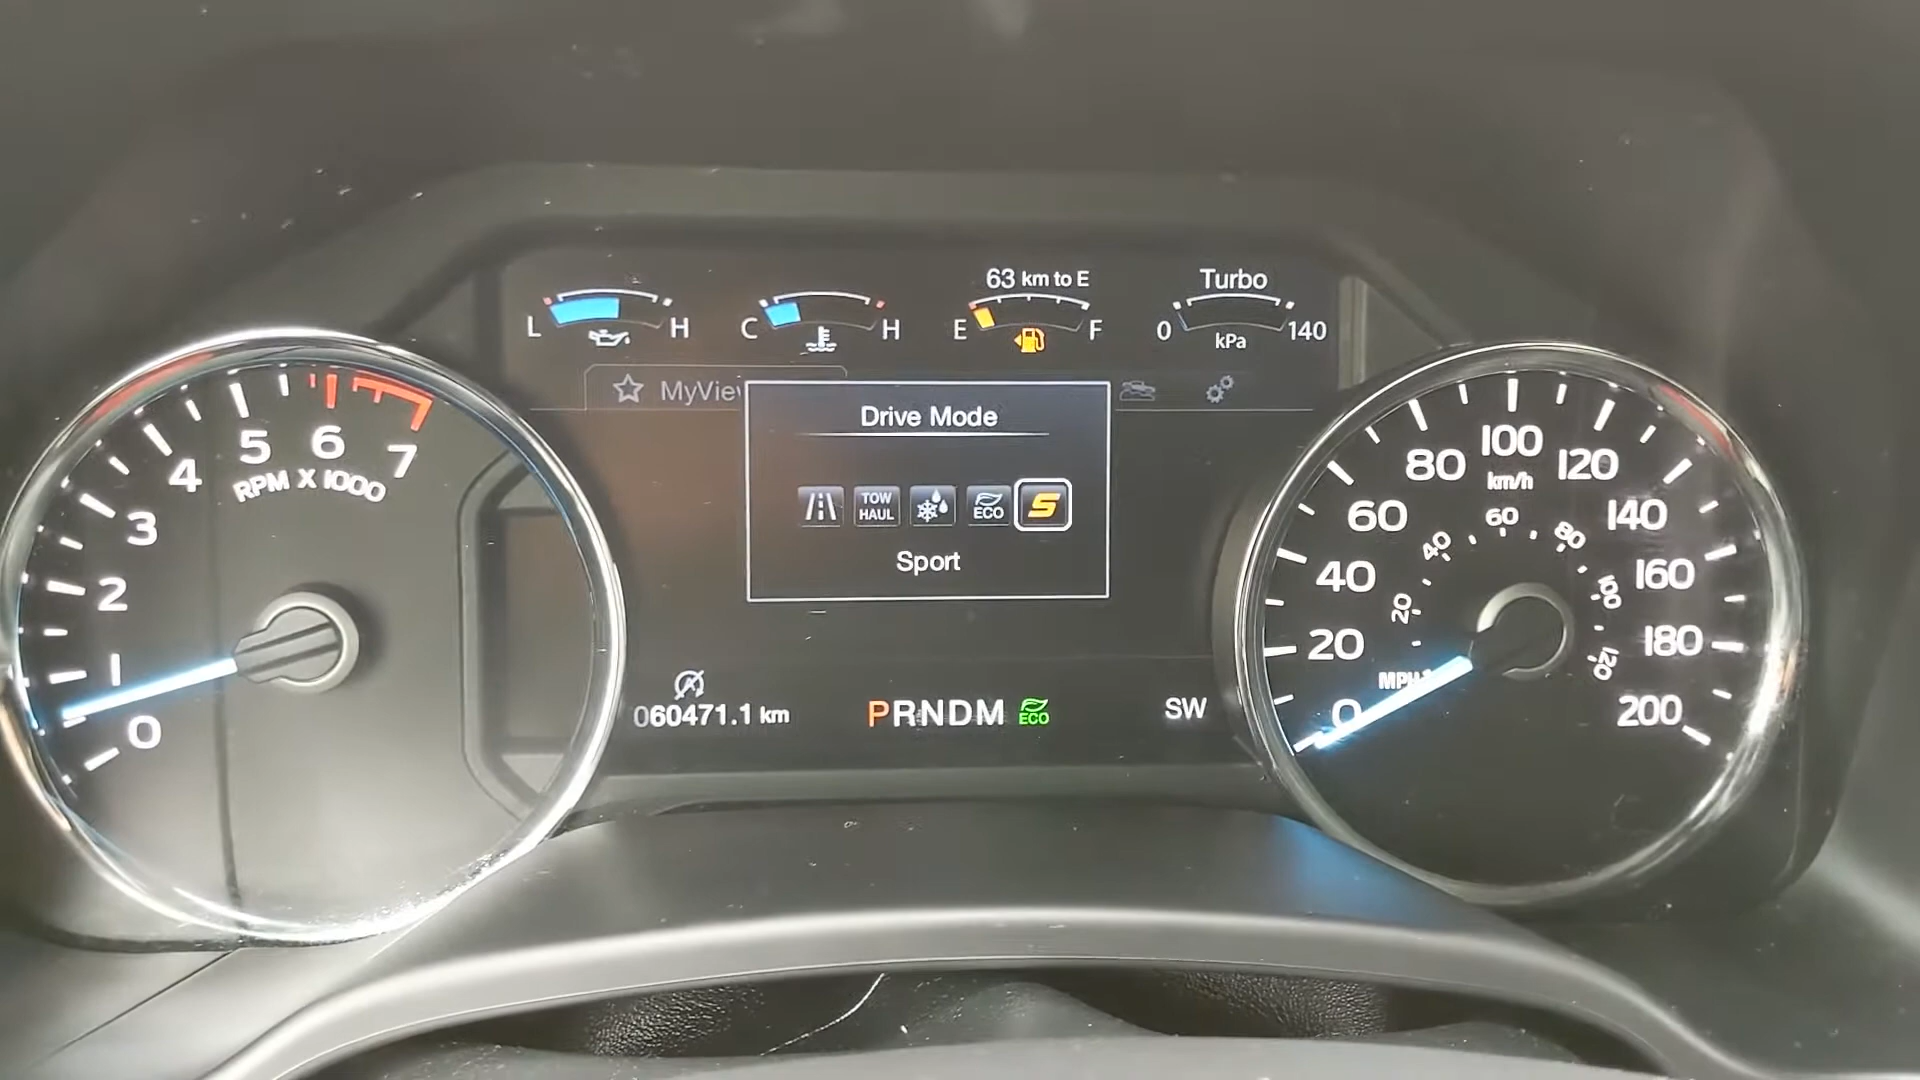 63 km to E
Turbo
L H
C H
E F
0 140
kPa
MyView
Drive Mode
TOW
HAUL
ECO
S
Sport
0 1 2 3 4 5 6 7
RPM X 1000
0 20 40 60 80 100 120 140 160 180 200
km/h
20 40 60 80 100 120
MPH
A
060471.1 km
PRNDM
ECO
SW